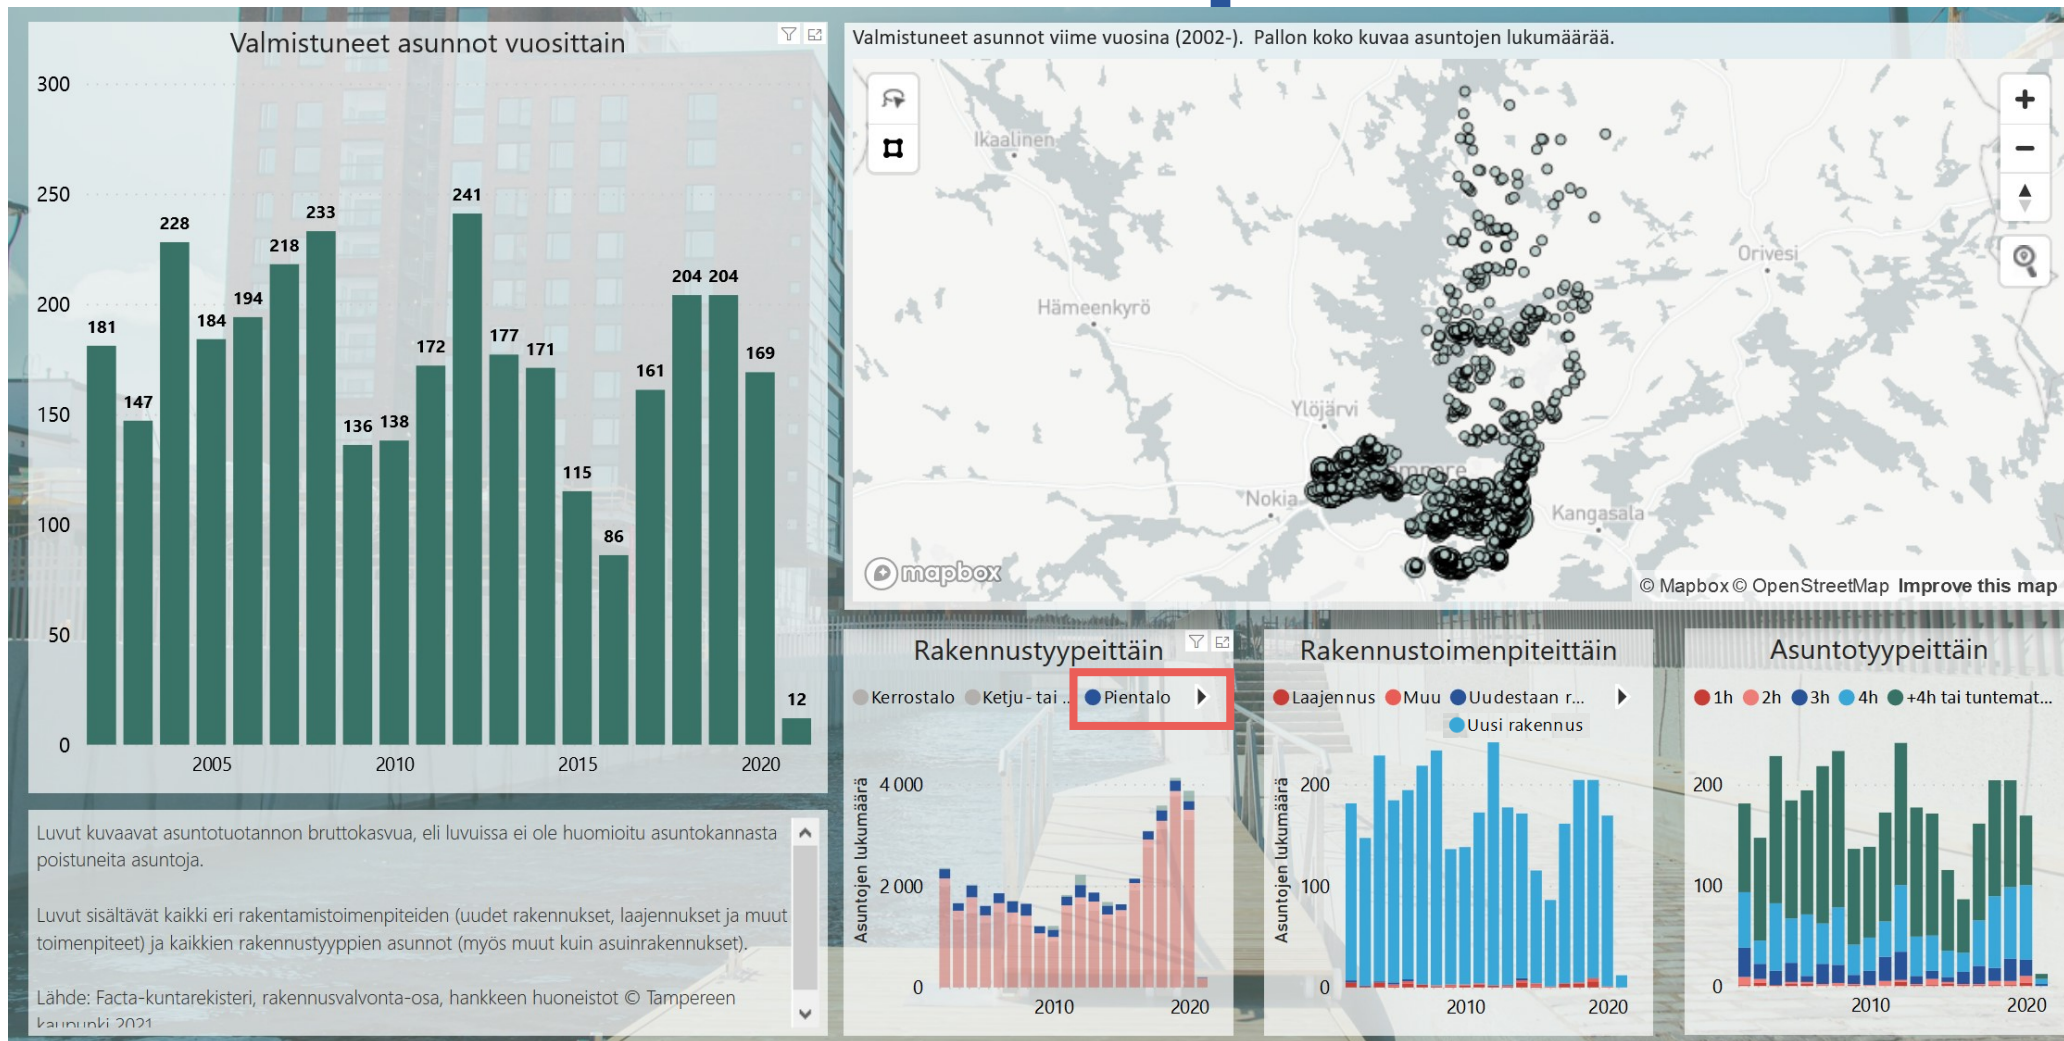 Valmistuneet asunnot vuosittain
300
250
200
150
100
50
0
181
147
228
184
194
218
233
136
138
172
241
177
171
115
86
161
204
204
169
12
2005
2010
2015
2020
Luvut kuvaavat asuntotuotannon bruttokasvua, eli luvuissa ei ole huomioitu asuntokannasta
poistuneita asuntoja.
Luvut sisältävät kaikki eri rakentamistoimenpiteiden (uudet rakennukset, laajennukset ja muut
toimenpiteet) ja kaikkien rakennustyyppien asunnot (myös muut kuin asuinrakennukset).
Lähde: Facta-kuntarekisteri, rakennusvalvonta-osa, hankkeen huoneistot © Tampereen
kaupunki 2021
Valmistuneet asunnot viime vuosina (2002-). Pallon koko kuvaa asuntojen lukumäärää.
Ikaalinen
Orivesi
Hämeenkyrö
Ylöjärvi
Nokia
Kangasala
mapbox
© Mapbox © OpenStreetMap Improve this map
Rakennustyypeittäin
Kerrostalo Ketju- tai ... Pientalo
Asuntojen lukumäärä
4 000
2 000
0
2010
2020
Rakennustoimenpiteittäin
Laajennus Muu Uudestaan r...
Uusi rakennus
Asuntojen lukumäärä
200
100
0
2010
2020
Asuntotyypeittäin
1h 2h 3h 4h +4h tai tuntemat...
200
100
0
2010
2020